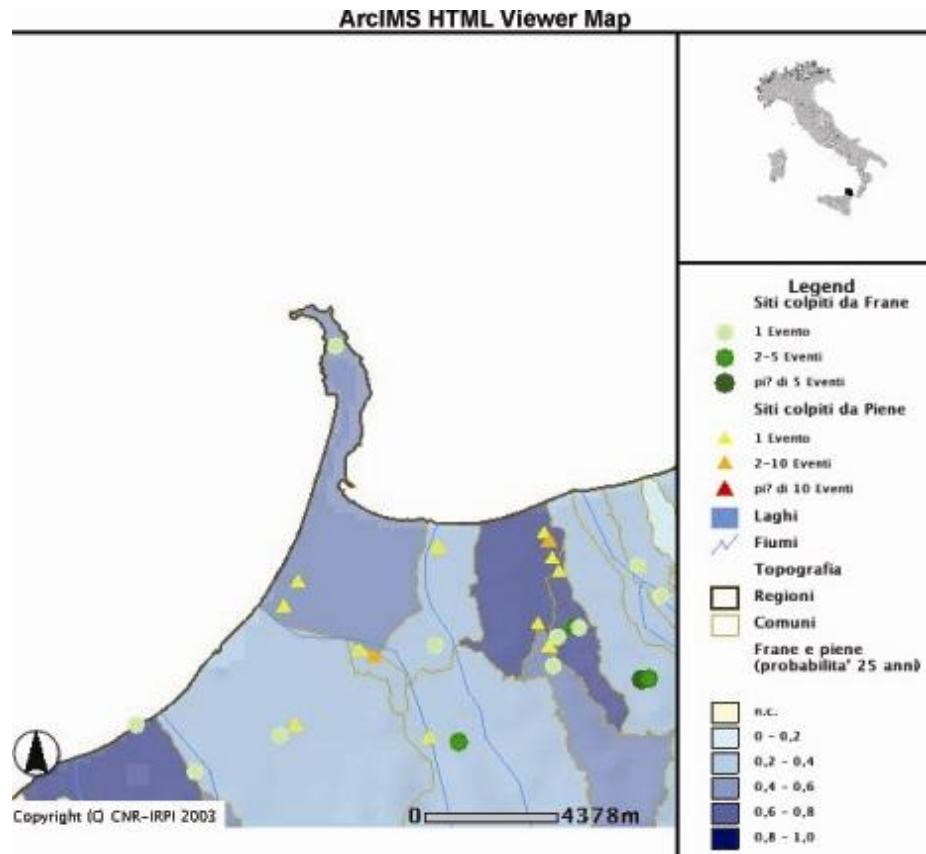 ArcIMS HTML Viewer Map
Legend
Siti colpiti da Frane
1 Evento
2-5 Eventi
pi? di 5 Eventi
Siti colpiti da Piene
1 Evento
2-10 Eventi
pi? di 10 Eventi
Laghi
Fiumi
Topografia
Regioni
Comuni
Frane e piene
(probabilita' 25 anni)
n.c.
0 - 0,2
0,2 - 0,4
0,4 - 0,6
0,6 - 0,8
0,8 - 1,0
0 4378m
Copyright (C) CNR-IRPI 2003